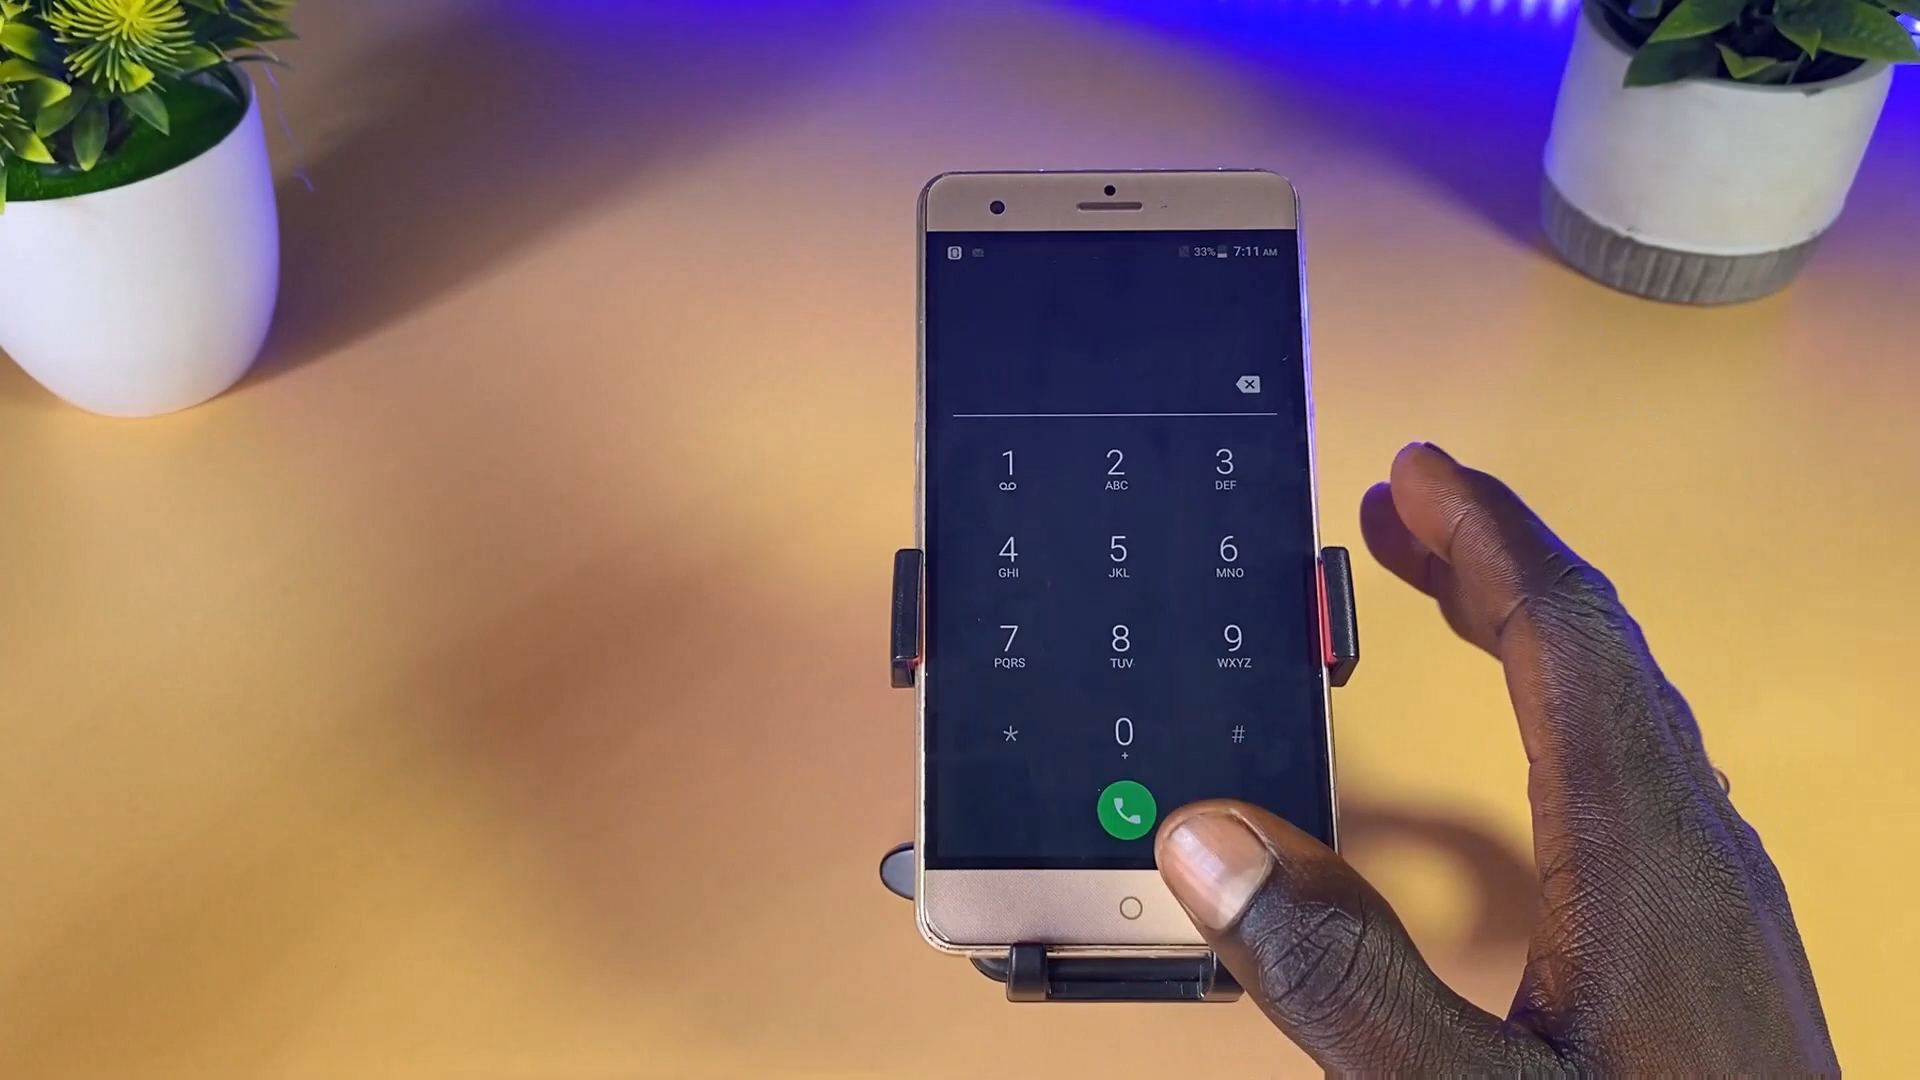 33% 7:11 AM
1 2 3
ABC DEF
4 5 6
GHI JKL MNO
7 8 9
PQRS TUV WXYZ
* 0 #
+